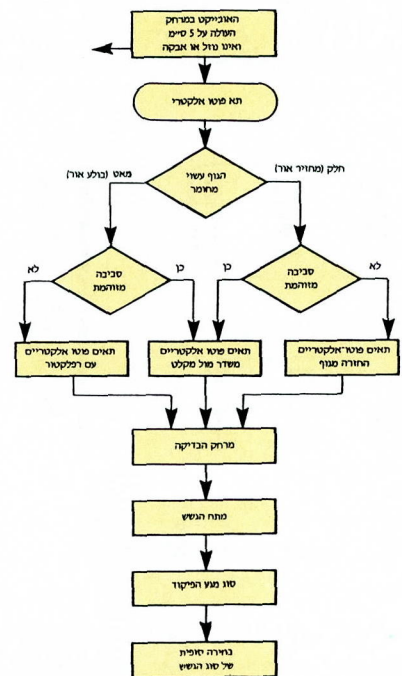 האובייקט במרחק
העולה על 5 ס״מ
ואינו נוזל או אבקה
תא פוטו אלקטרי
חלק (מחזיר אור)
הגוף עשוי
מחומר
מאט (בולע אור)
לא
סביבה
מזוהמת
כן
כן
סביבה
מזוהמת
לא
תאים פוטו-אלקטריים
החזרה מגוף
תאים פוטו אלקטריים
משדר מול מקלט
תאים פוטו אלקטריים
עם רפלקטור
מרחק הבדיקה
מתח הגשש
סוג מגע הפיקוד
בחירה סופית
של סוג הגשש